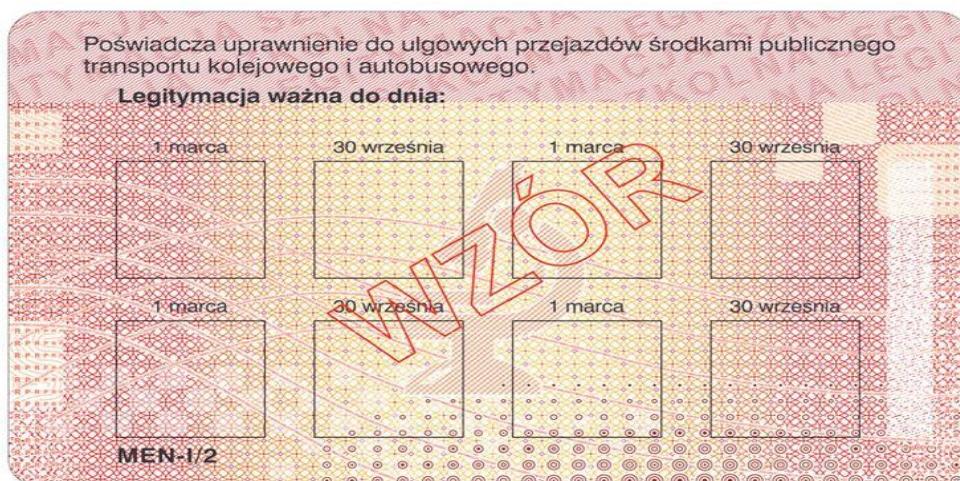 Poświadcza uprawnienie do ulgowych przejazdów środkami publicznego
transportu kolejowego i autobusowego.
Legitymacja ważna do dnia:
1 marca 30 września 1 marca 30 września
WZÓR
1 marca 30 września 1 marca 30 września
MEN-I/2